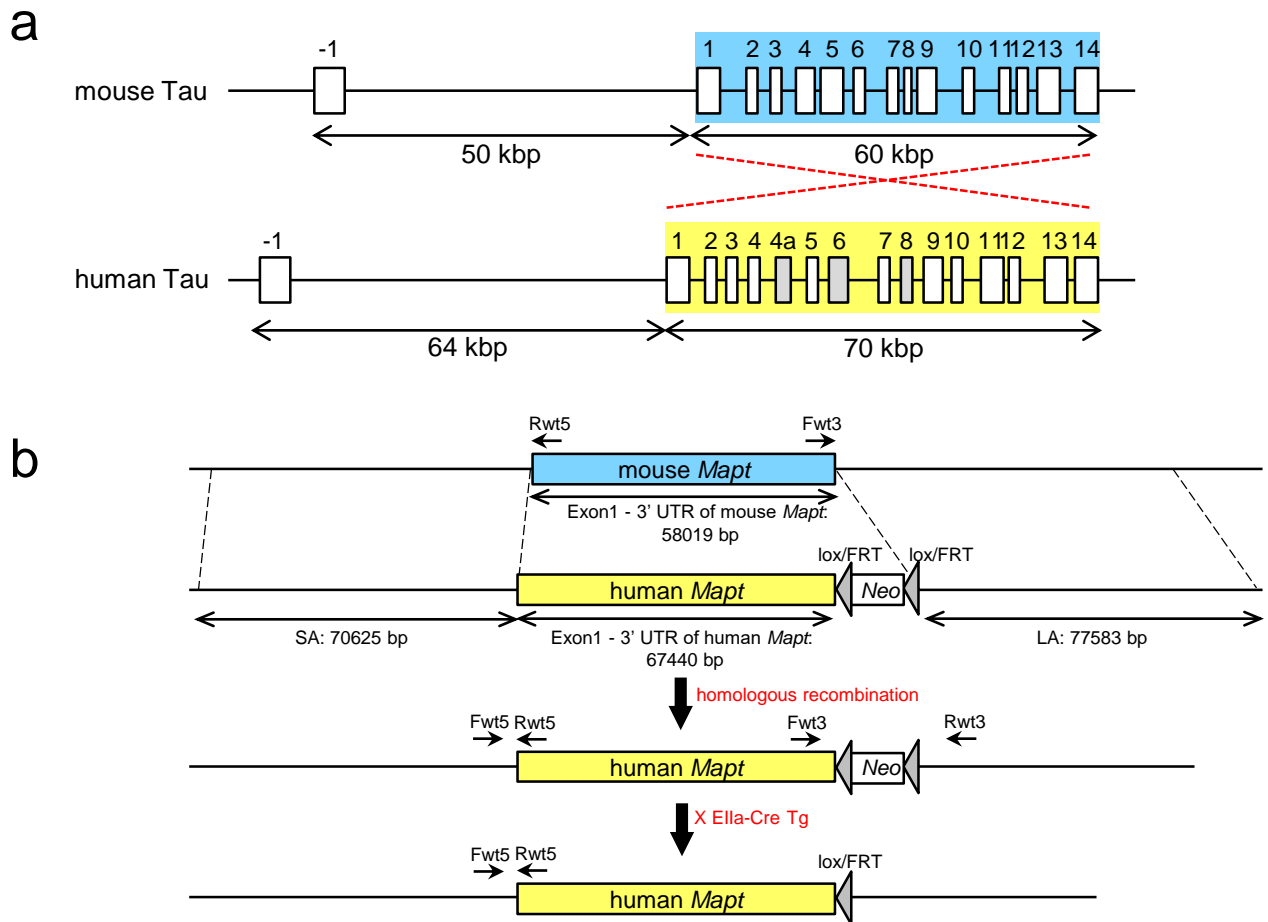 a
-1 1 2 3 4 5 6 7 8 9 10 11 12 13 14
mouse Tau
50 kbp 60 kbp
-1 1 2 3 4 4a 5 6 7 8 9 10 11 12 13 14
human Tau
64 kbp 70 kbp
b
Rwt5 Fwt3
mouse Mapt
Exon1 - 3' UTR of mouse Mapt:
58019 bp
lox/FRT lox/FRT
human Mapt Neo
SA: 70625 bp Exon1 - 3' UTR of human Mapt: LA: 77583 bp
67440 bp
homologous recombination
Fwt5 Rwt5 Fwt3 Rwt3
human Mapt Neo
X EIIa-Cre Tg
Fwt5 Rwt5 lox/FRT
human Mapt